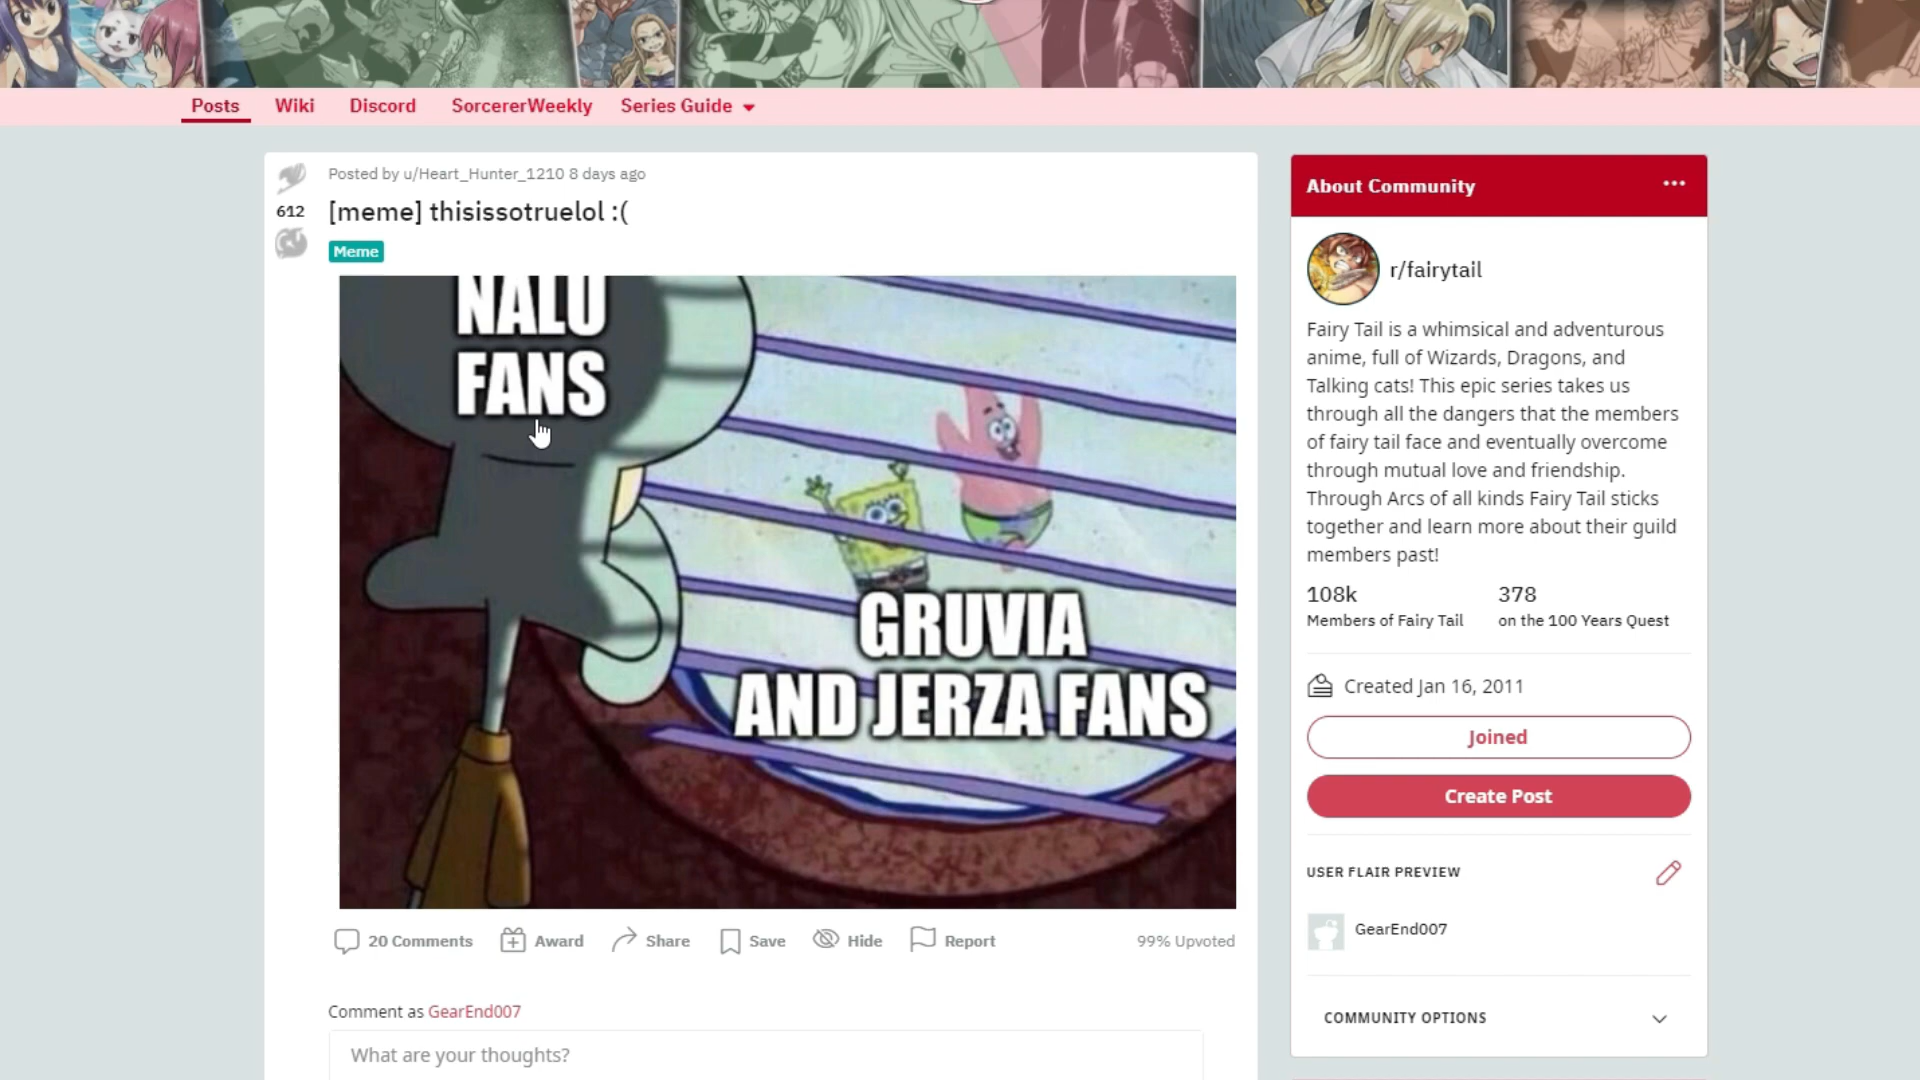 Posts Wiki Discord SorcererWeekly Series Guide
Posted by u/Heart_Hunter_1210 8 days ago
612
[meme] thisissotruelol :(
Meme
NALU
FANS
GRUVIA
AND JERZA FANS
20 Comments Award Share Save Hide Report 99% Upvoted
Comment as GearEnd007
What are your thoughts?
About Community
r/fairytail
Fairy Tail is a whimsical and adventurous
anime, full of Wizards, Dragons, and
Talking cats! This epic series takes us
through all the dangers that the members
of fairy tail face and eventually overcome
through mutual love and friendship.
Through Arcs of all kinds Fairy Tail sticks
together and learn more about their guild
members past!
108k 378
Members of Fairy Tail on the 100 Years Quest
Created Jan 16, 2011
Joined
Create Post
USER FLAIR PREVIEW
GearEnd007
COMMUNITY OPTIONS